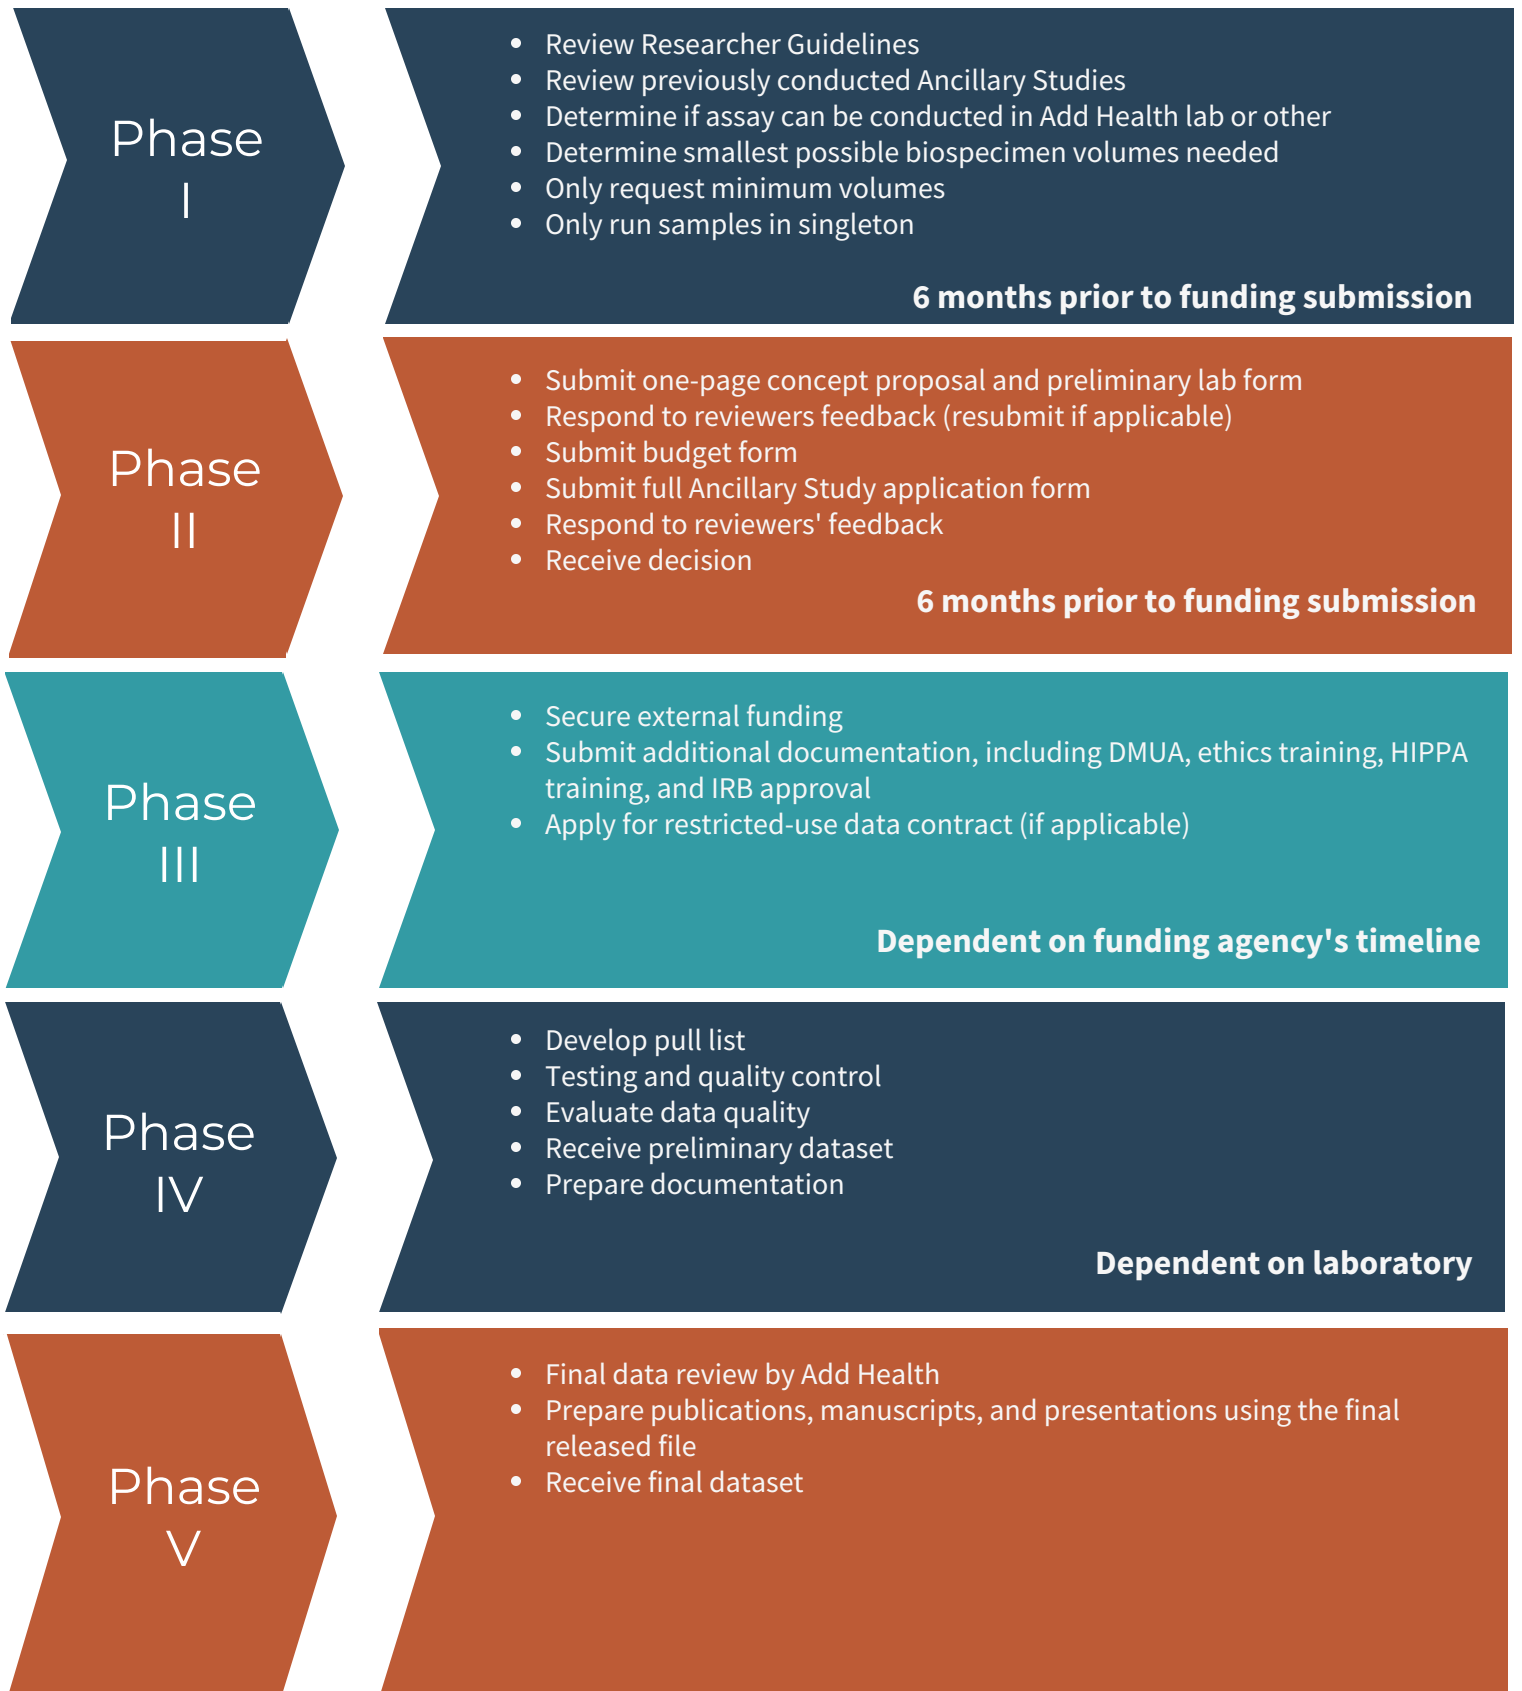 Phase
I
• Review Researcher Guidelines
• Review previously conducted Ancillary Studies
• Determine if assay can be conducted in Add Health lab or other
• Determine smallest possible biospecimen volumes needed
• Only request minimum volumes
• Only run samples in singleton
6 months prior to funding submission
Phase
II
• Submit one-page concept proposal and preliminary lab form
• Respond to reviewers feedback (resubmit if applicable)
• Submit budget form
• Submit full Ancillary Study application form
• Respond to reviewers' feedback
• Receive decision
6 months prior to funding submission
Phase
III
• Secure external funding
• Submit additional documentation, including DMUA, ethics training, HIPPA
training, and IRB approval
• Apply for restricted-use data contract (if applicable)
Dependent on funding agency's timeline
Phase
IV
• Develop pull list
• Testing and quality control
• Evaluate data quality
• Receive preliminary dataset
• Prepare documentation
Dependent on laboratory
Phase
V
• Final data review by Add Health
• Prepare publications, manuscripts, and presentations using the final
released file
• Receive final dataset